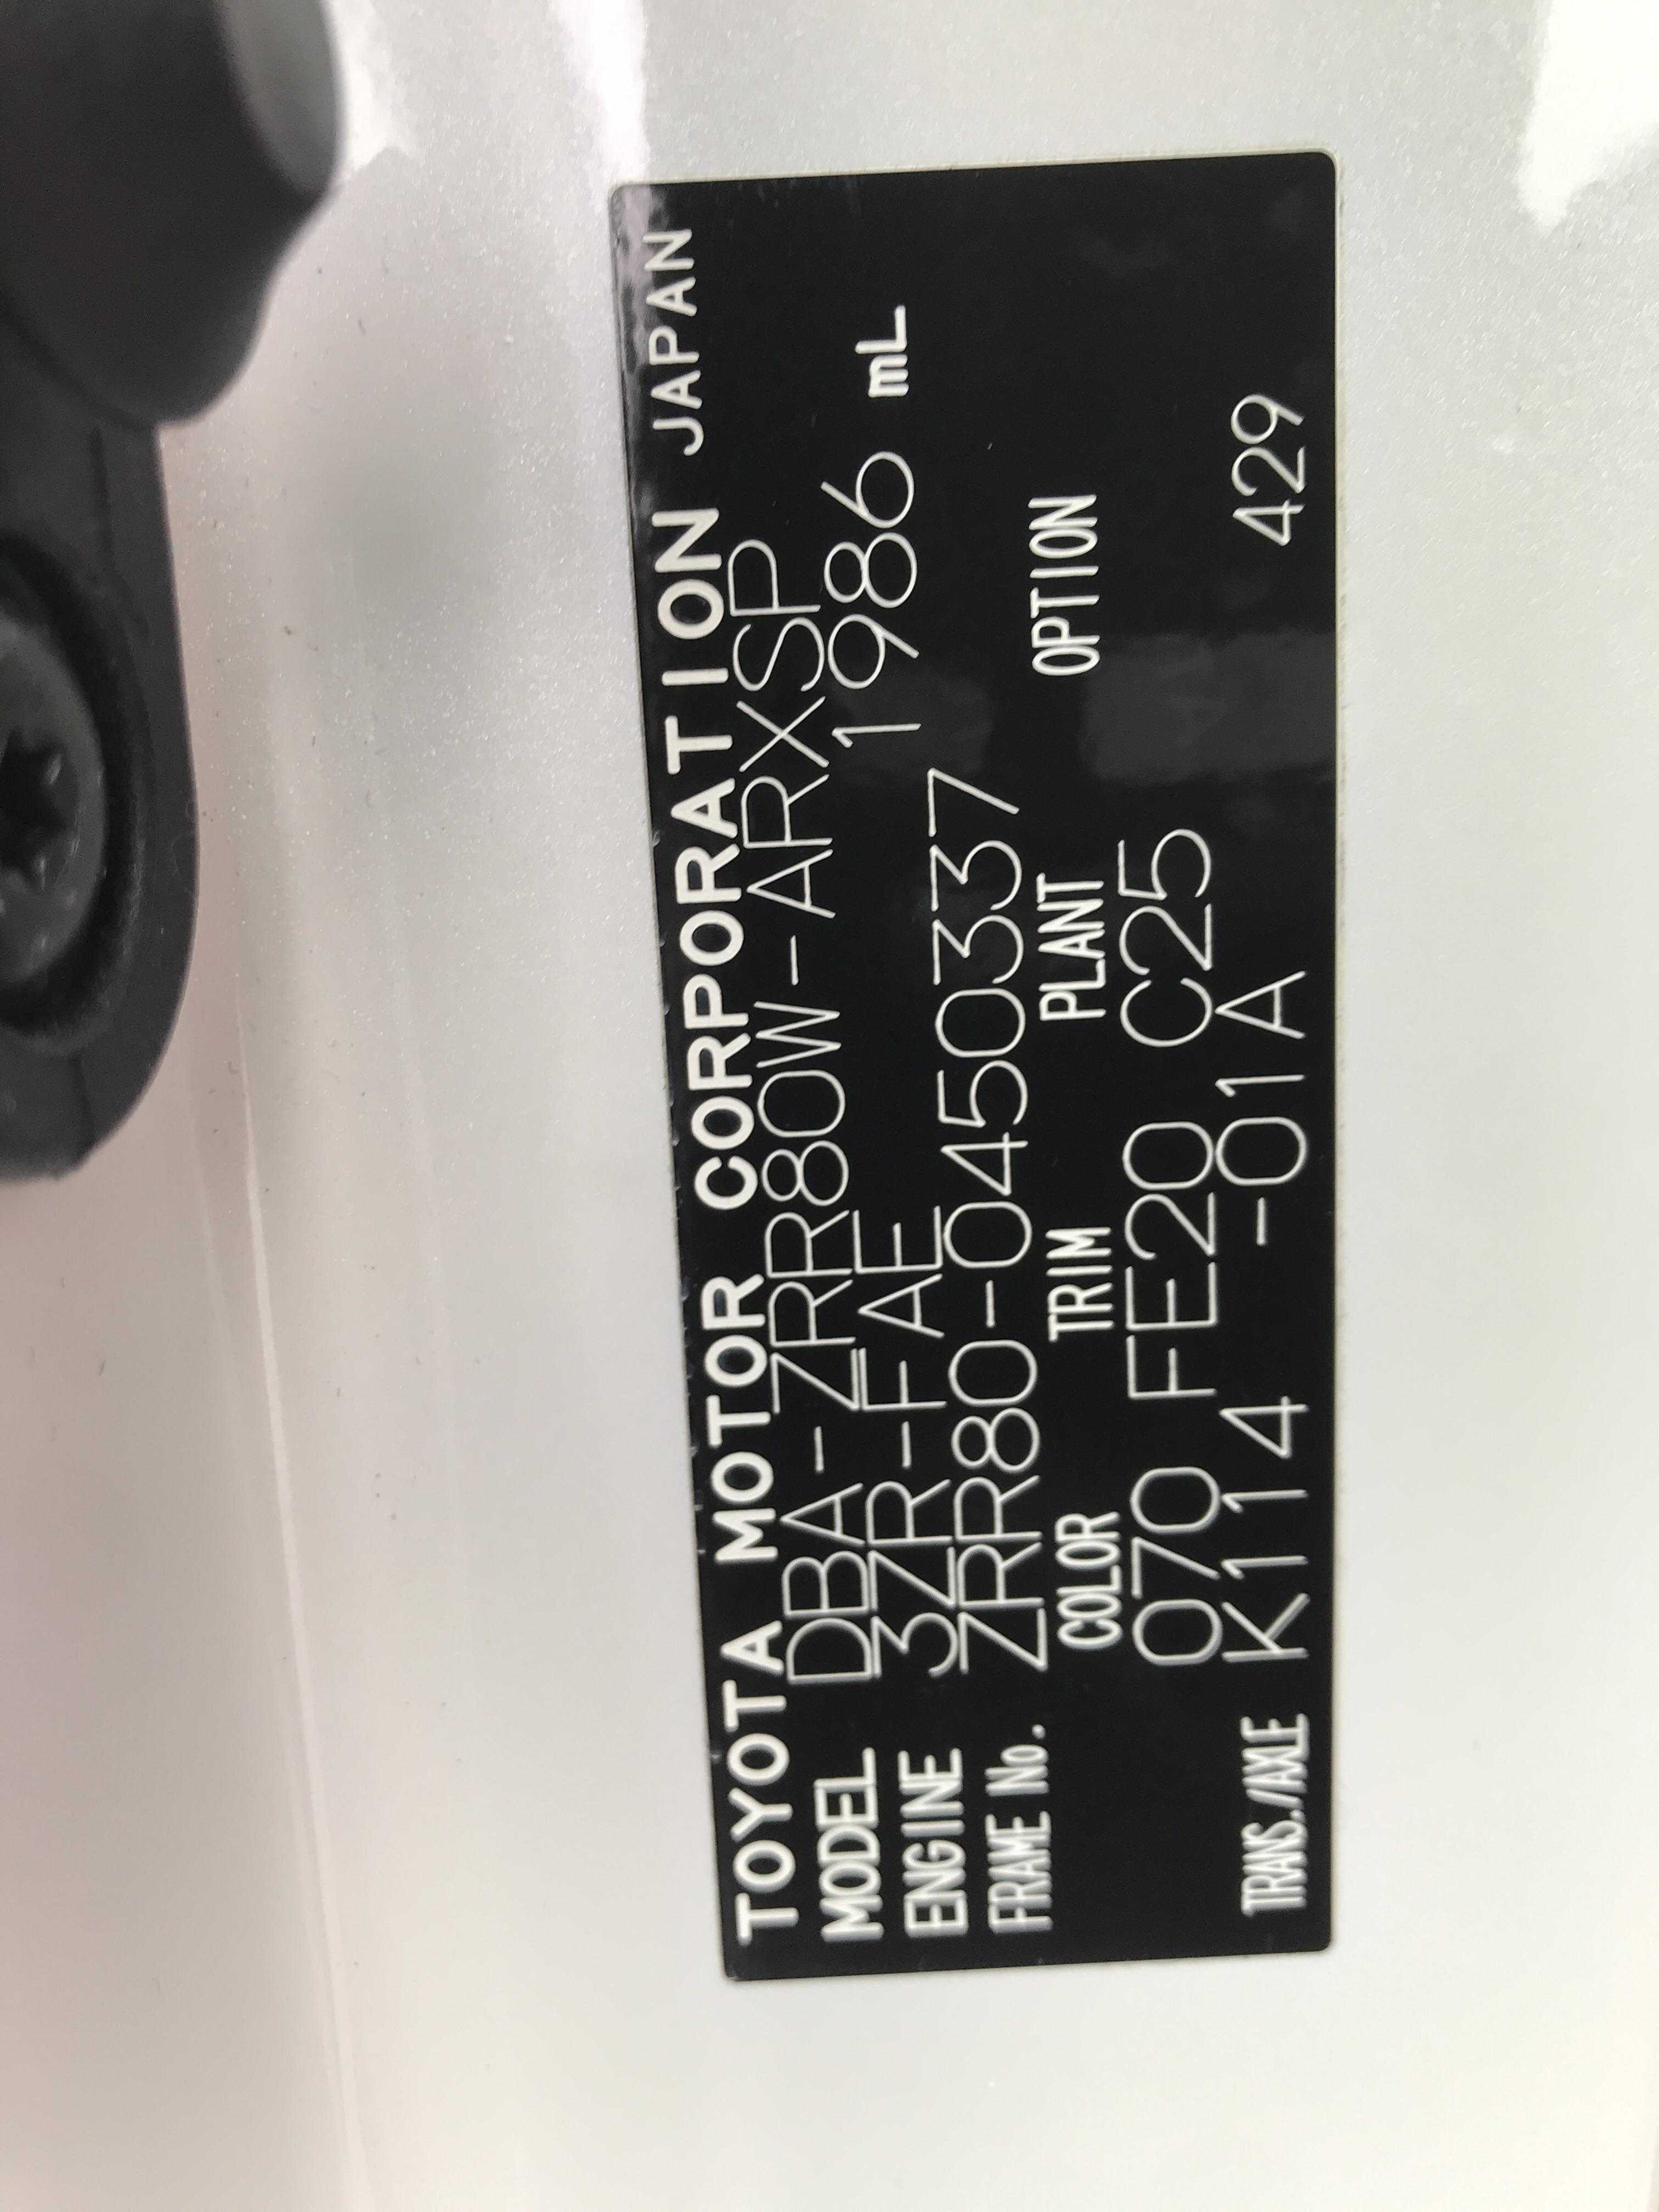 TOYOTA MOTOR CORPORATION JAPAN
MODEL DBA-ZRR80W-ARXSP
ENGINE 3ZR-FAE 1986 mL
FRAME No. ZRR80-0450337
COLOR TRIM PLANT OPTION
070 FE20 C25
TRANS./AXLE K114 -01A 429